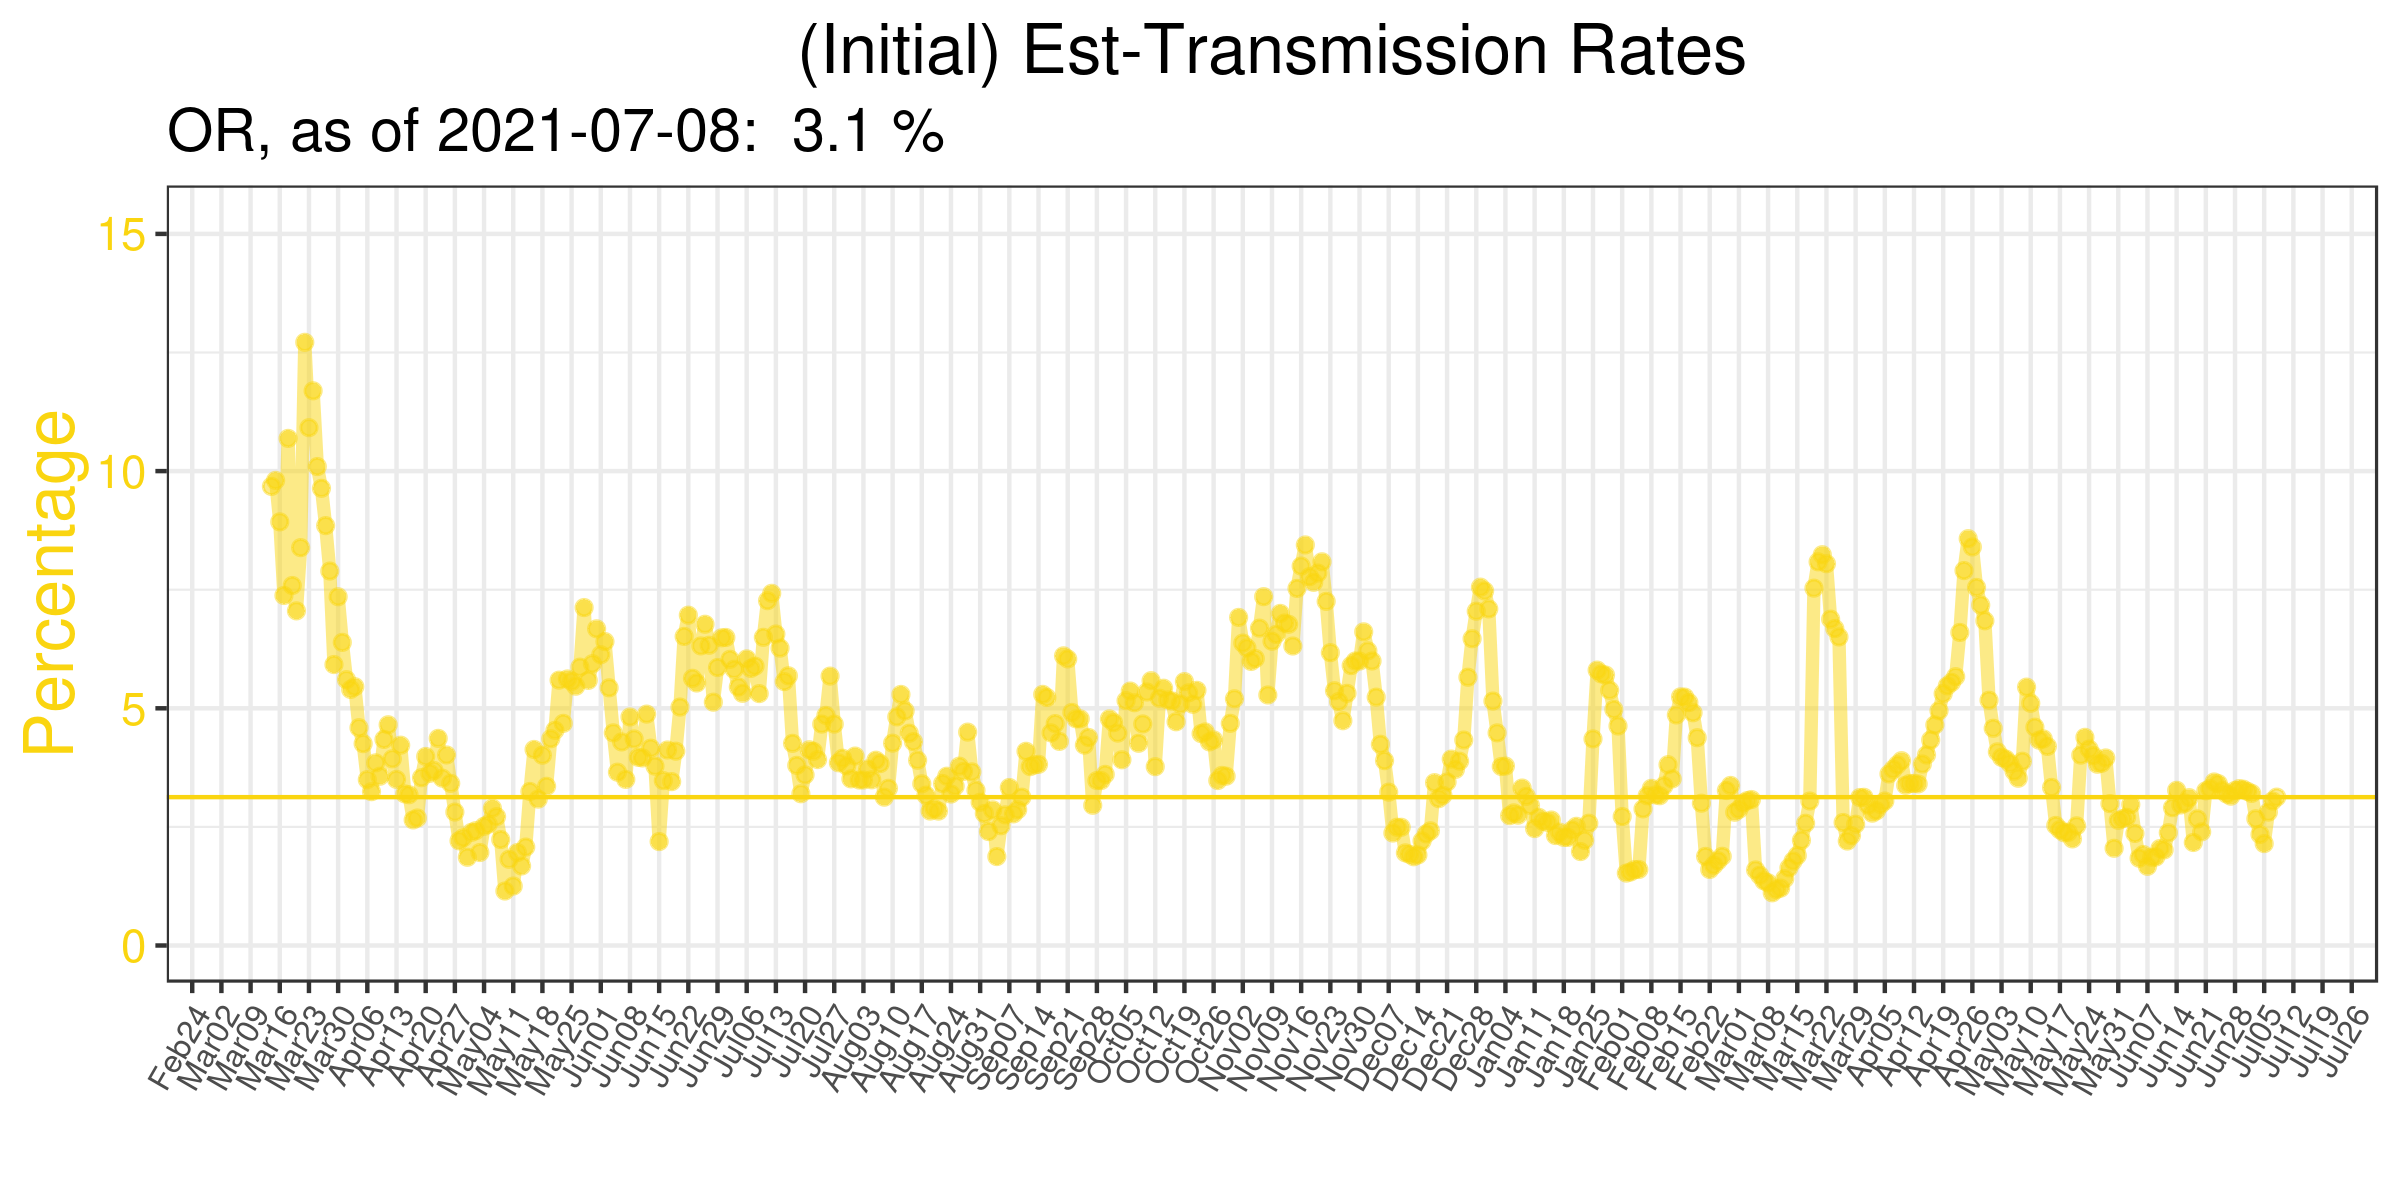 (Initial) Est-Transmission Rates
OR, as of 2021-07-08:  3.1 %
Percentage
15
10
5
0
Feb24
Mar02
Mar09
Mar16
Mar23
Mar30
Apr06
Apr13
Apr20
Apr27
May04
May11
May18
May25
Jun01
Jun08
Jun15
Jun22
Jun29
Jul06
Jul13
Jul20
Jul27
Aug03
Aug10
Aug17
Aug24
Aug31
Sep07
Sep14
Sep21
Sep28
Oct05
Oct12
Oct19
Oct26
Nov02
Nov09
Nov16
Nov23
Nov30
Dec07
Dec14
Dec21
Dec28
Jan04
Jan11
Jan18
Jan25
Feb01
Feb08
Feb15
Feb22
Mar01
Mar08
Mar15
Mar22
Mar29
Apr05
Apr12
Apr19
Apr26
May03
May10
May17
May24
May31
Jun07
Jun14
Jun21
Jun28
Jul05
Jul12
Jul19
Jul26